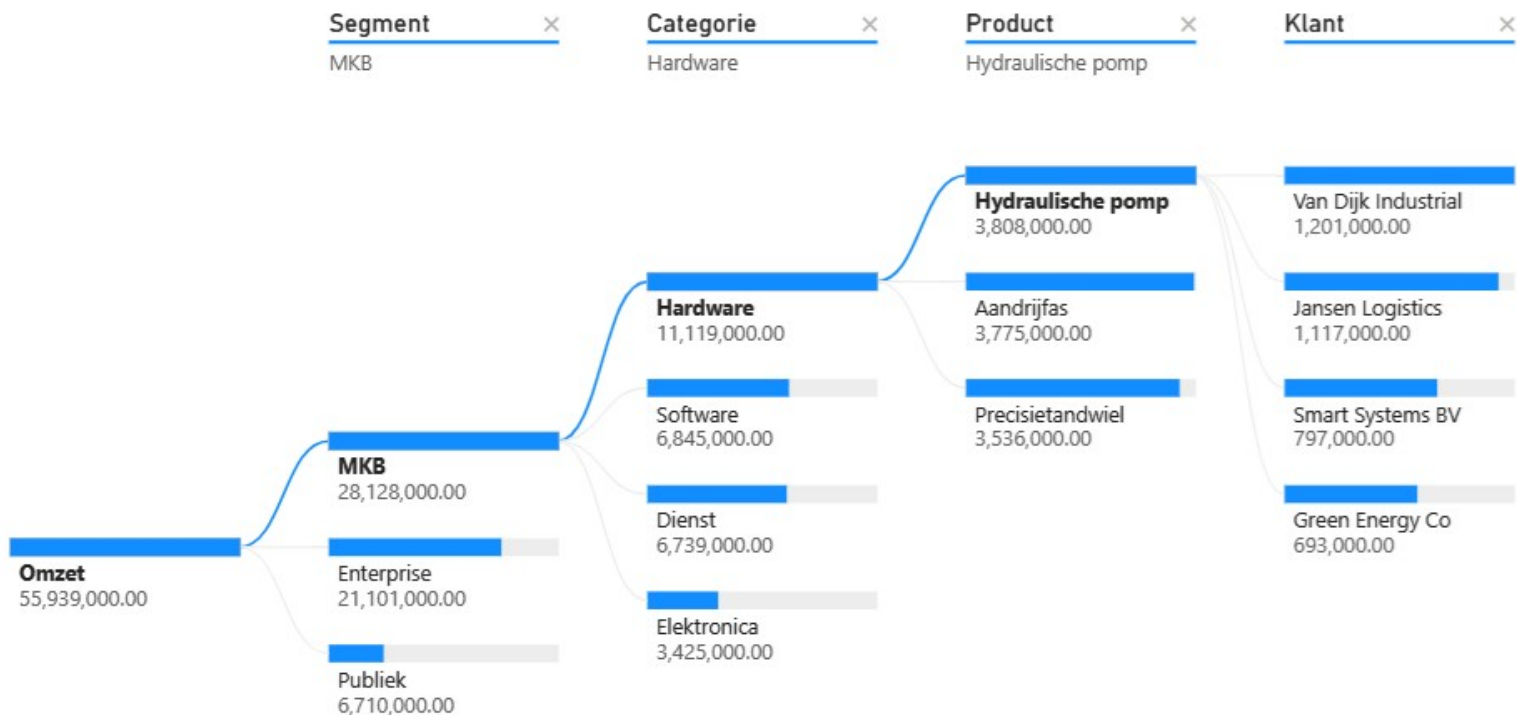 Segment ×
MKB
Categorie ×
Hardware
Product ×
Hydraulische pomp
Klant ×
Omzet
55,939,000.00
MKB
28,128,000.00
Enterprise
21,101,000.00
Publiek
6,710,000.00
Hardware
11,119,000.00
Software
6,845,000.00
Dienst
6,739,000.00
Elektronica
3,425,000.00
Hydraulische pomp
3,808,000.00
Aandrijfas
3,775,000.00
Precisietandwiel
3,536,000.00
Van Dijk Industrial
1,201,000.00
Jansen Logistics
1,117,000.00
Smart Systems BV
797,000.00
Green Energy Co
693,000.00